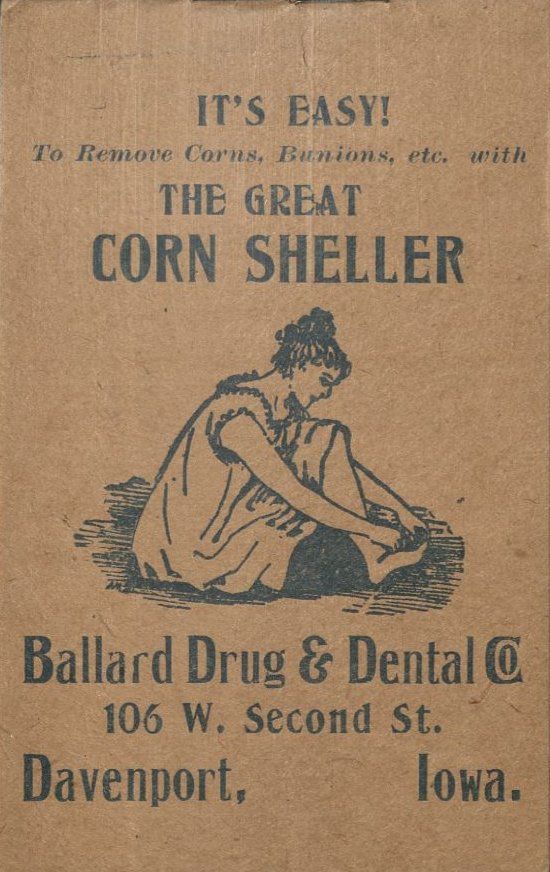 IT'S EASY!
To Remove Corns, Bunions, etc. with
THE GREAT
CORN SHELLER
Ballard Drug & Dental Co
106 W. Second St.
Davenport, Iowa.